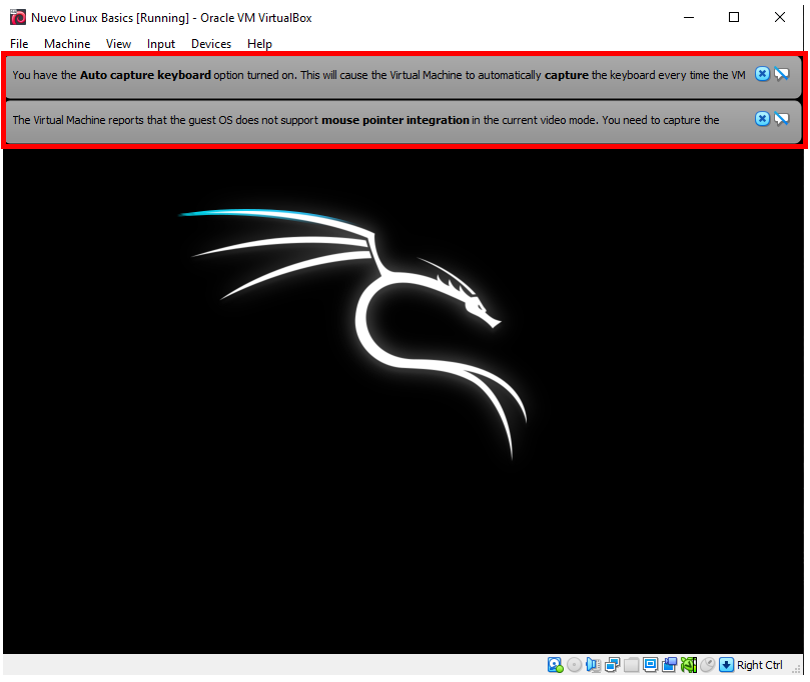 Nuevo Linux Basics [Running] - Oracle VM VirtualBox
File Machine View Input Devices Help
You have the Auto capture keyboard option turned on. This will cause the Virtual Machine to automatically capture the keyboard every time the VM
The Virtual Machine reports that the guest OS does not support mouse pointer integration in the current video mode. You need to capture the
Right Ctrl